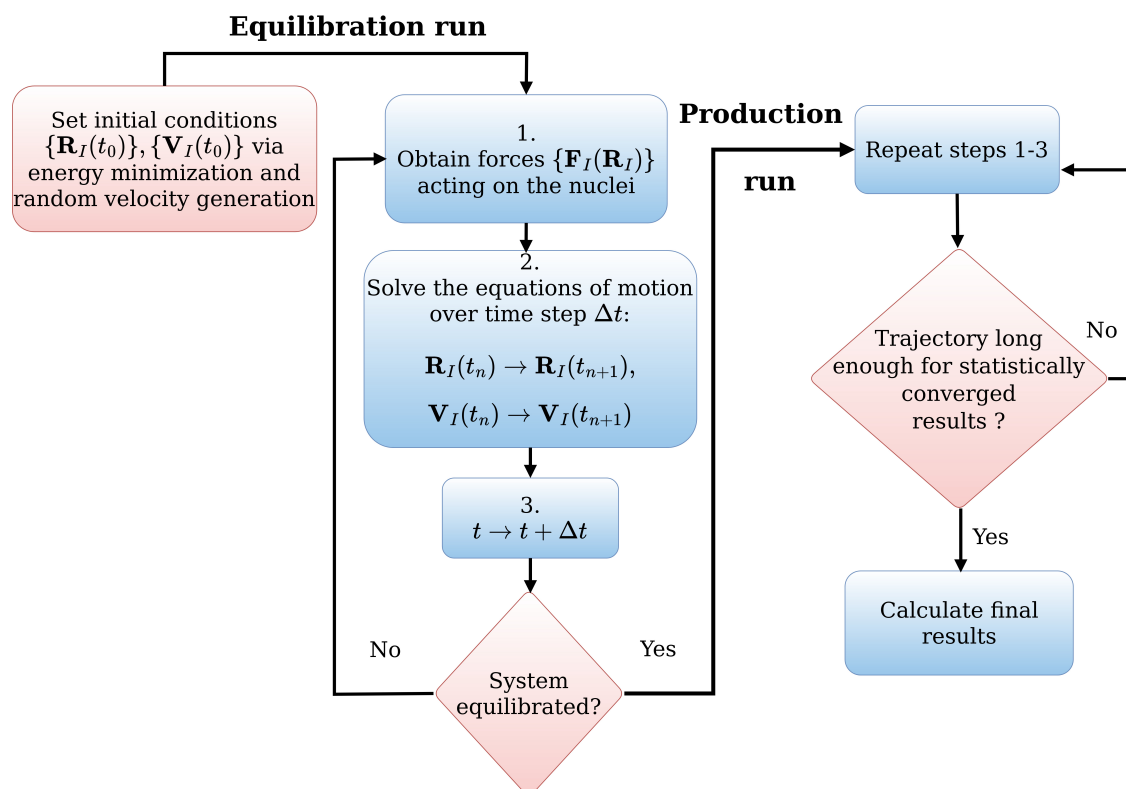 Equilibration run
Set initial conditions
{𝐑_I(t₀)}, {𝐕_I(t₀)} via
energy minimization and
random velocity generation
1.
Obtain forces {𝐅_I(𝐑_I)}
acting on the nuclei
2.
Solve the equations of motion
over time step Δt:
𝐑_I(t_n) → 𝐑_I(t_{n+1}),
𝐕_I(t_n) → 𝐕_I(t_{n+1})
3.
t → t + Δt
System
equilibrated?
No
Yes
Production
run
Repeat steps 1-3
Trajectory long
enough for statistically
converged
results ?
No
Yes
Calculate final
results